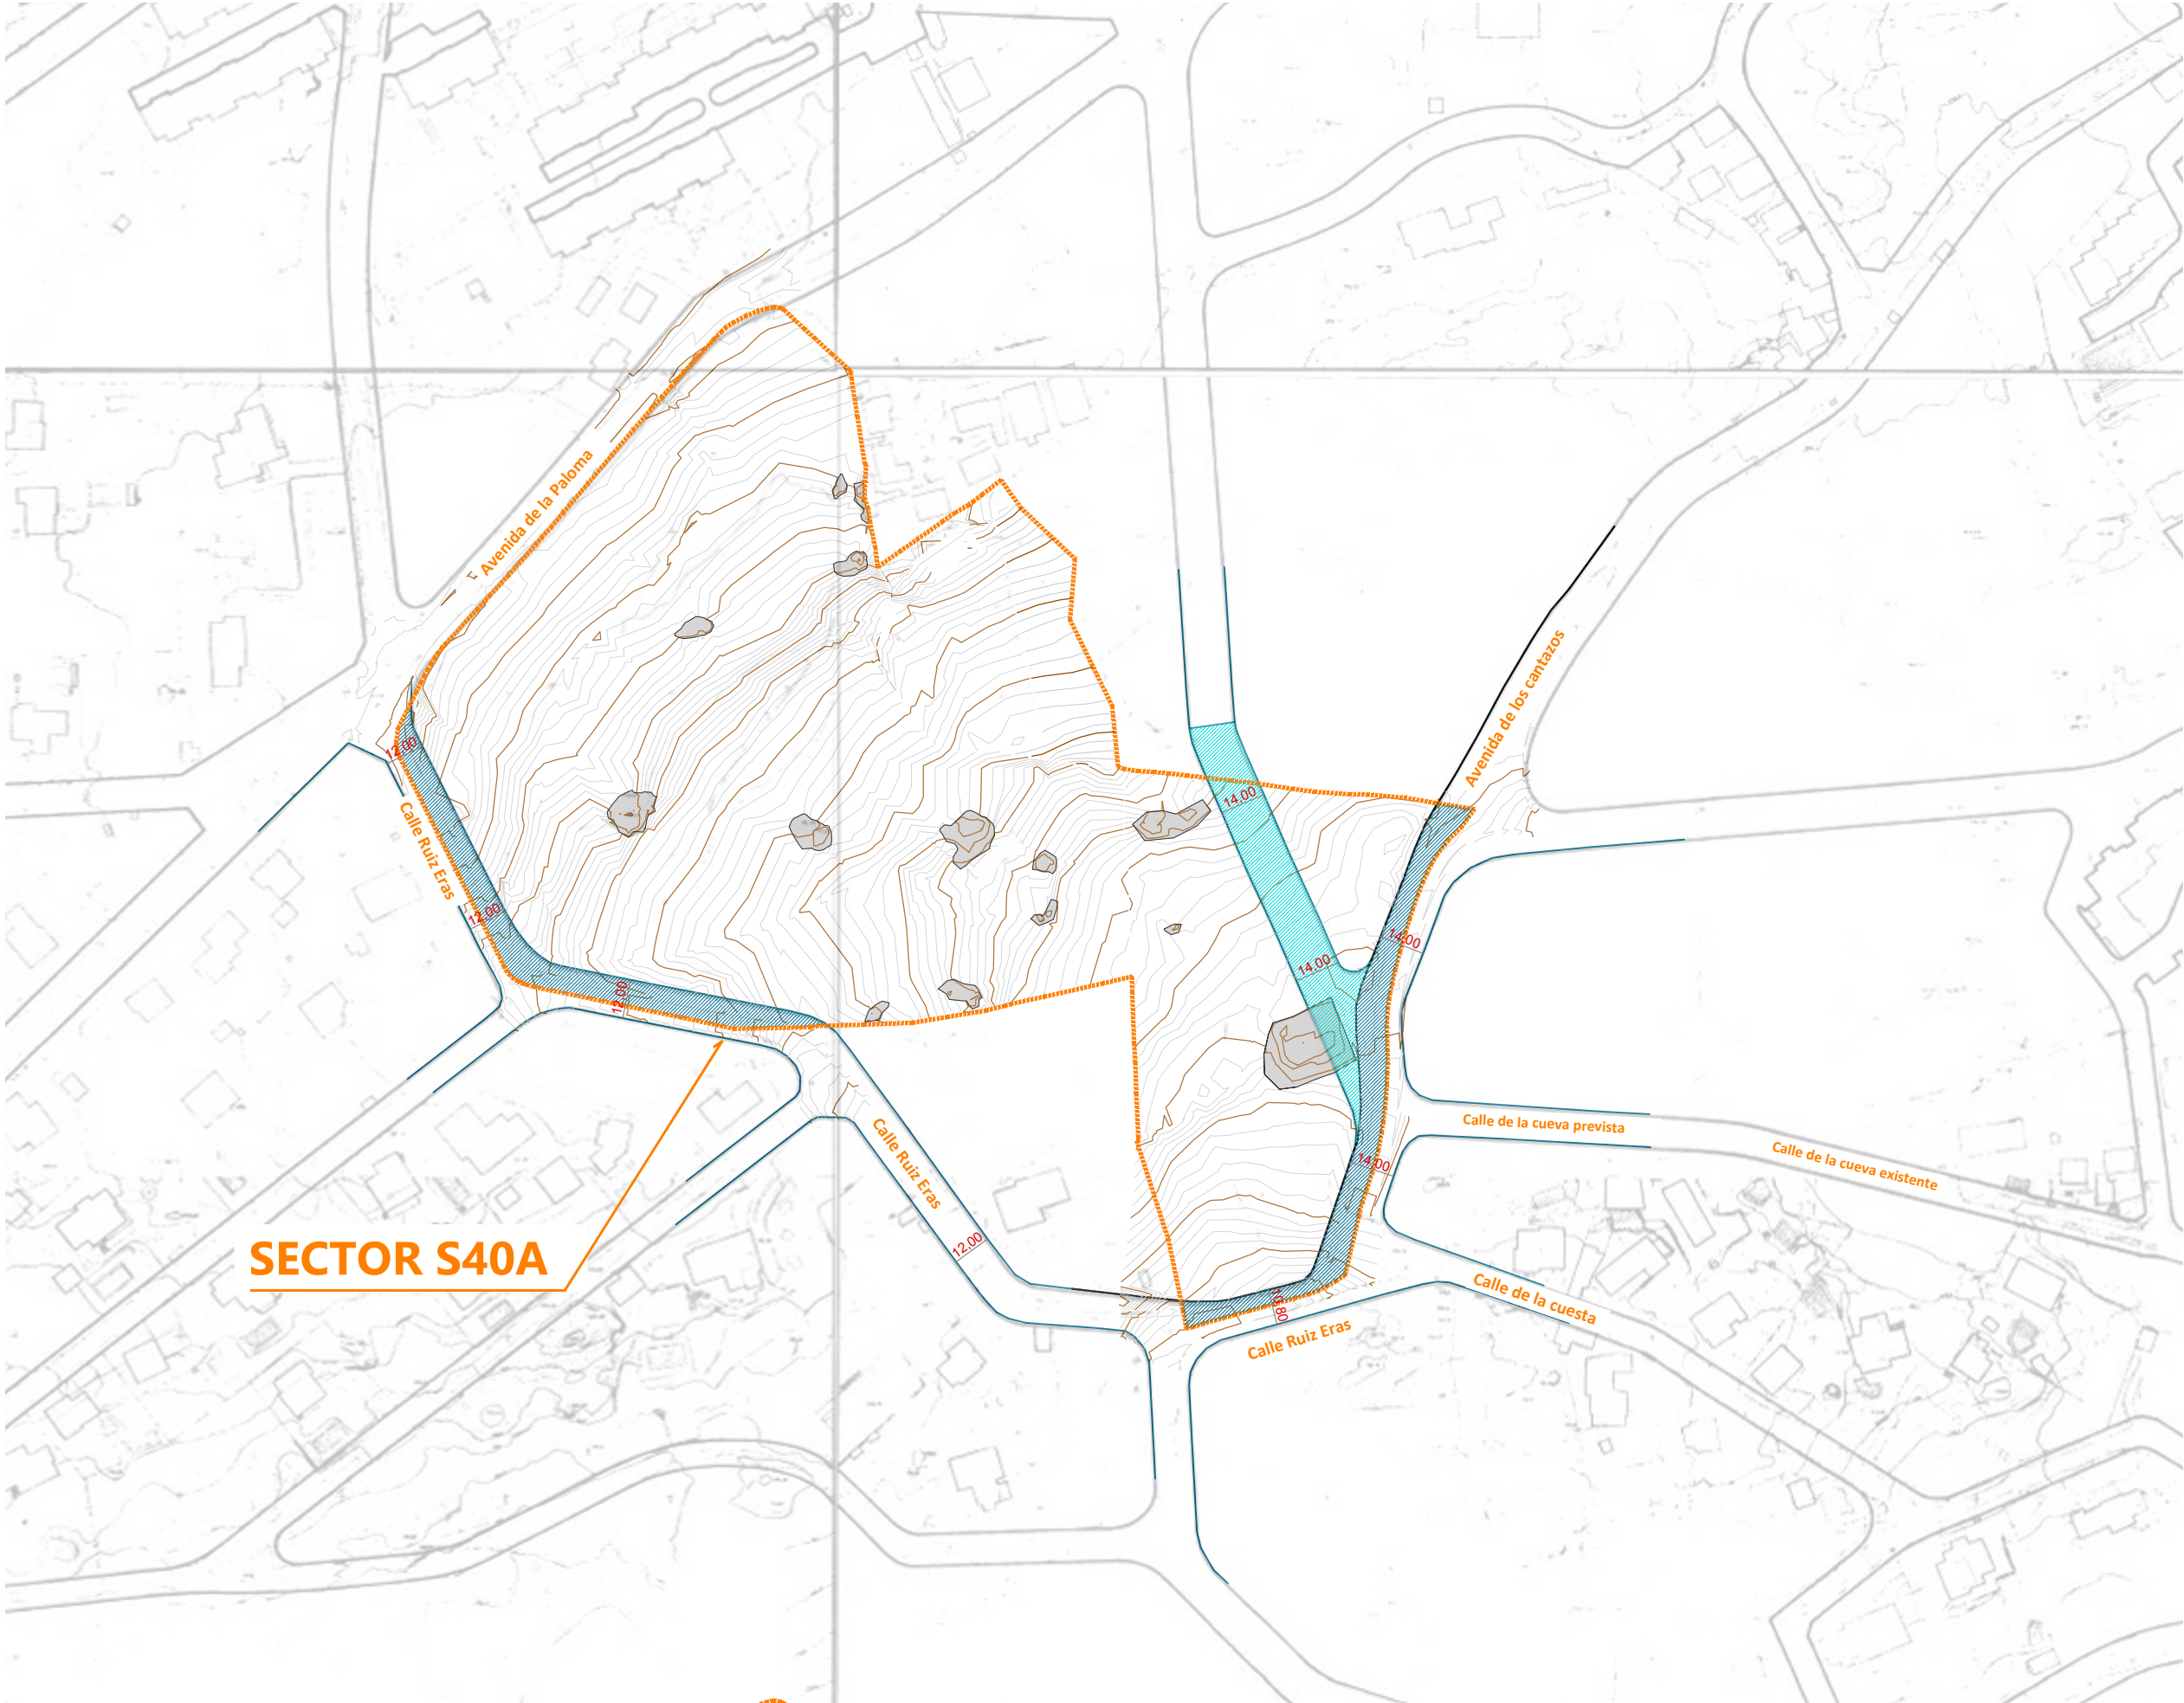 Avenida de la Paloma
Avenida de los cantazos
12.00
14.00
Calle Ruiz Eras
12.00
14.00
14.00
12.00
Calle de la cueva prevista
Calle Ruiz Eras
14.00
Calle de la cueva existente
SECTOR S40A
12.00
Calle de la cuesta
10.80
Calle Ruiz Eras